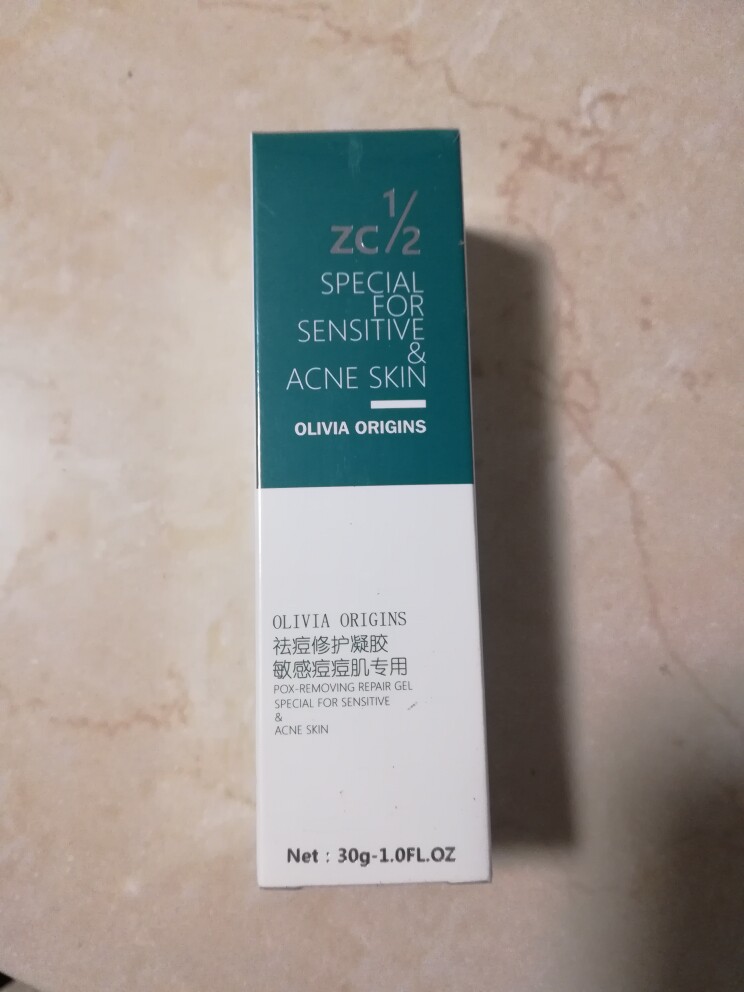 ZC 1/2
SPECIAL
FOR
SENSITIVE
&
ACNE SKIN
OLIVIA ORIGINS
OLIVIA ORIGINS
祛痘修护凝胶
敏感痘痘肌专用
POX-REMOVING REPAIR GEL
SPECIAL FOR SENSITIVE
&
ACNE SKIN
Net : 30g-1.0FL.OZ